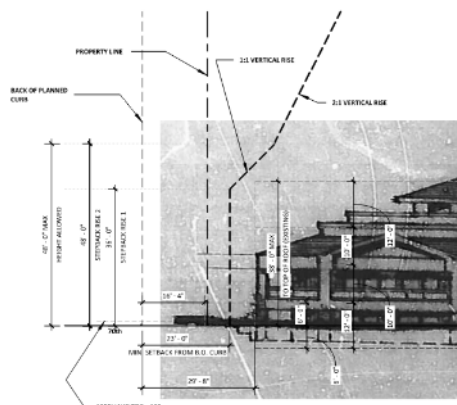 PROPERTY LINE
1:1 VERTICAL RISE
BACK OF PLANNED
CURB
2:1 VERTICAL RISE
48' - 0" MAX
HEIGHT ALLOWED
48' - 0"
STEPBACK RISE 2
35' - 0"
STEPBACK RISE 1
38' - 0" MAX
TO TOP OF ROOF (EXISTING)
12' - 0"
10' - 0"
16' - 4"
12' - 0"
10' - 0"
23' - 0"
MIN. SETBACK FROM B.O. CURB
29' - 8"